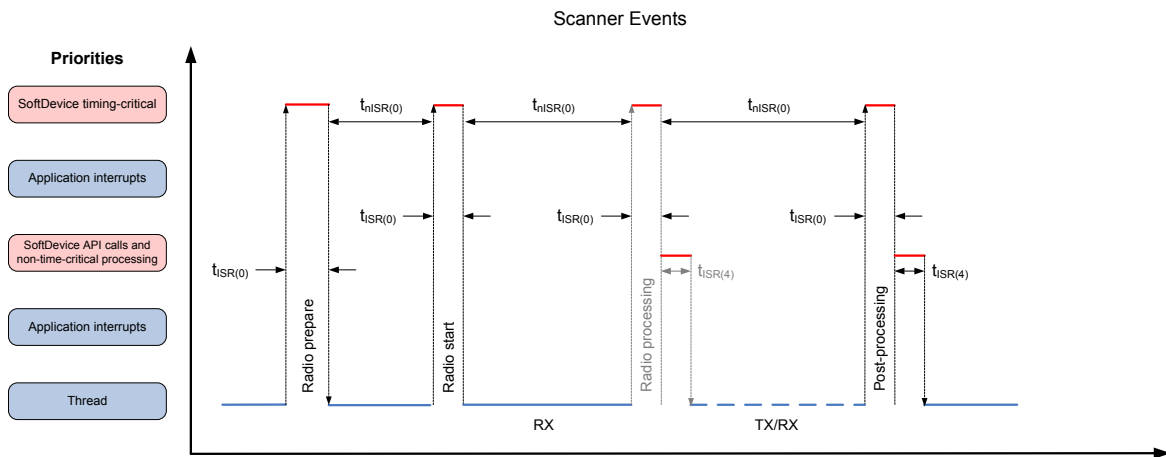 Scanner Events
Priorities
SoftDevice timing-critical
Application interrupts
SoftDevice API calls and
non-time-critical processing
Application interrupts
Thread
tnISR(0)
tnISR(0)
tnISR(0)
tISR(0)
tISR(0)
tISR(0)
tISR(0)
tISR(4)
tISR(4)
Radio prepare
Radio start
Radio processing
Post-processing
RX
TX/RX